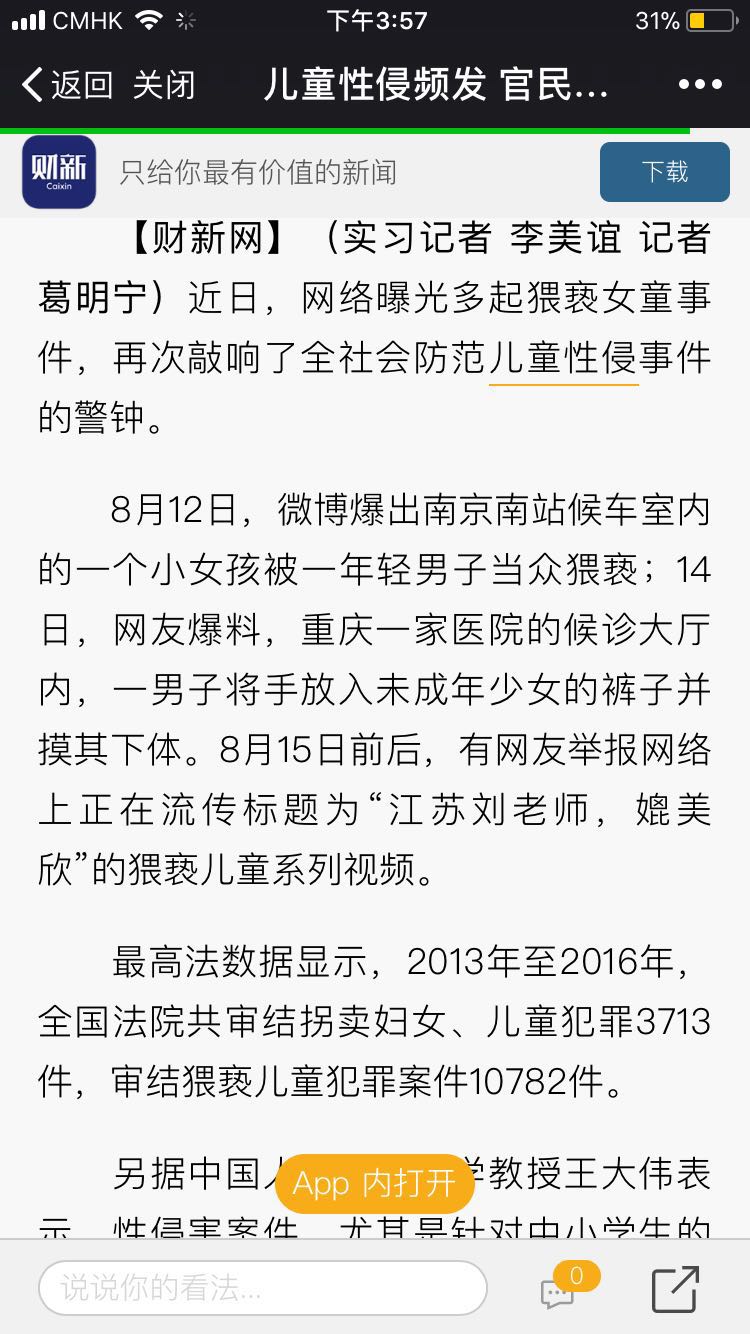 CMHK 下午3:57 31%
返回 关闭 儿童性侵频发 官民...
财新 只给你最有价值的新闻 下载
Caixin
【财新网】（实习记者 李美谊 记者
葛明宁）近日，网络曝光多起猥亵女童事
件，再次敲响了全社会防范儿童性侵事件
的警钟。
8月12日，微博爆出南京南站候车室内
的一个小女孩被一年轻男子当众猥亵；14
日，网友爆料，重庆一家医院的候诊大厅
内，一男子将手放入未成年少女的裤子并
摸其下体。8月15日前后，有网友举报网络
上正在流传标题为“江苏刘老师，媲美
欣”的猥亵儿童系列视频。
最高法数据显示，2013年至2016年，
全国法院共审结拐卖妇女、儿童犯罪3713
件，审结猥亵儿童犯罪案件10782件。
另据中国 学教授王大伟表
App 内打开
示，性侵害案件，尤其是针对中小学生的
说说你的看法... 0